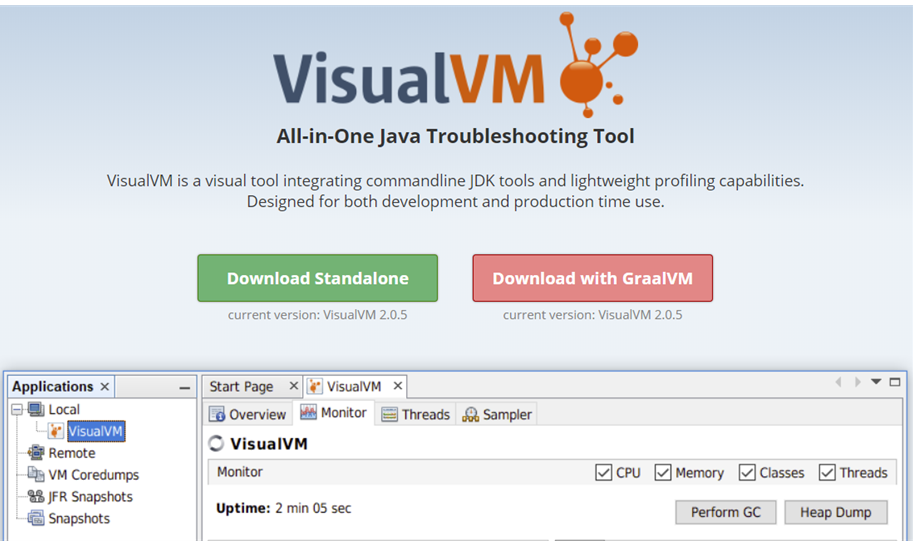 VisualVM
All-in-One Java Troubleshooting Tool
VisualVM is a visual tool integrating commandline JDK tools and lightweight profiling capabilities.
Designed for both development and production time use.
Download Standalone
Download with GraalVM
current version: VisualVM 2.0.5
current version: VisualVM 2.0.5
Applications
Local
VisualVM
Remote
VM Coredumps
JFR Snapshots
Snapshots
Start Page
VisualVM
Overview
Monitor
Threads
Sampler
VisualVM
Monitor
CPU
Memory
Classes
Threads
Uptime: 2 min 05 sec
Perform GC
Heap Dump